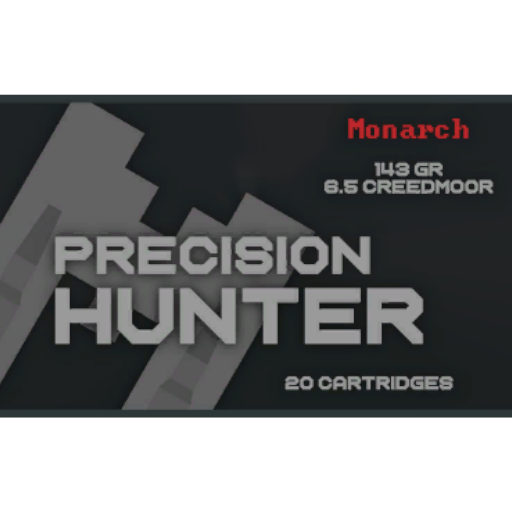 Monarch
143 GR
6.5 CREEDMOOR
PRECISION
HUNTER
20 CARTRIDGES